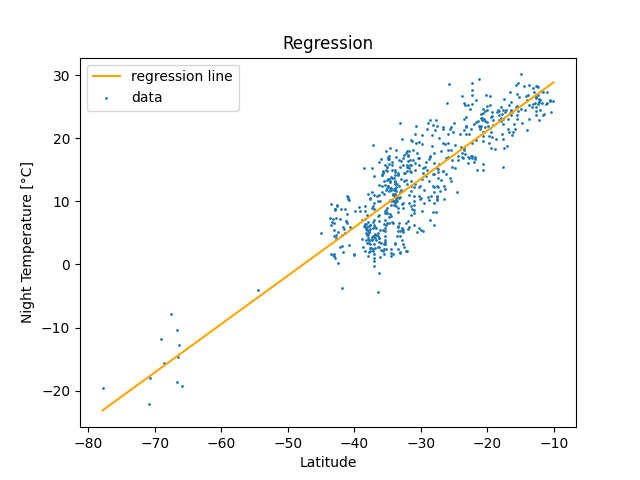 Regression
regression line
data
30
20
10
0
−10
−20
Night Temperature [°C]
−80 −70 −60 −50 −40 −30 −20 −10
Latitude